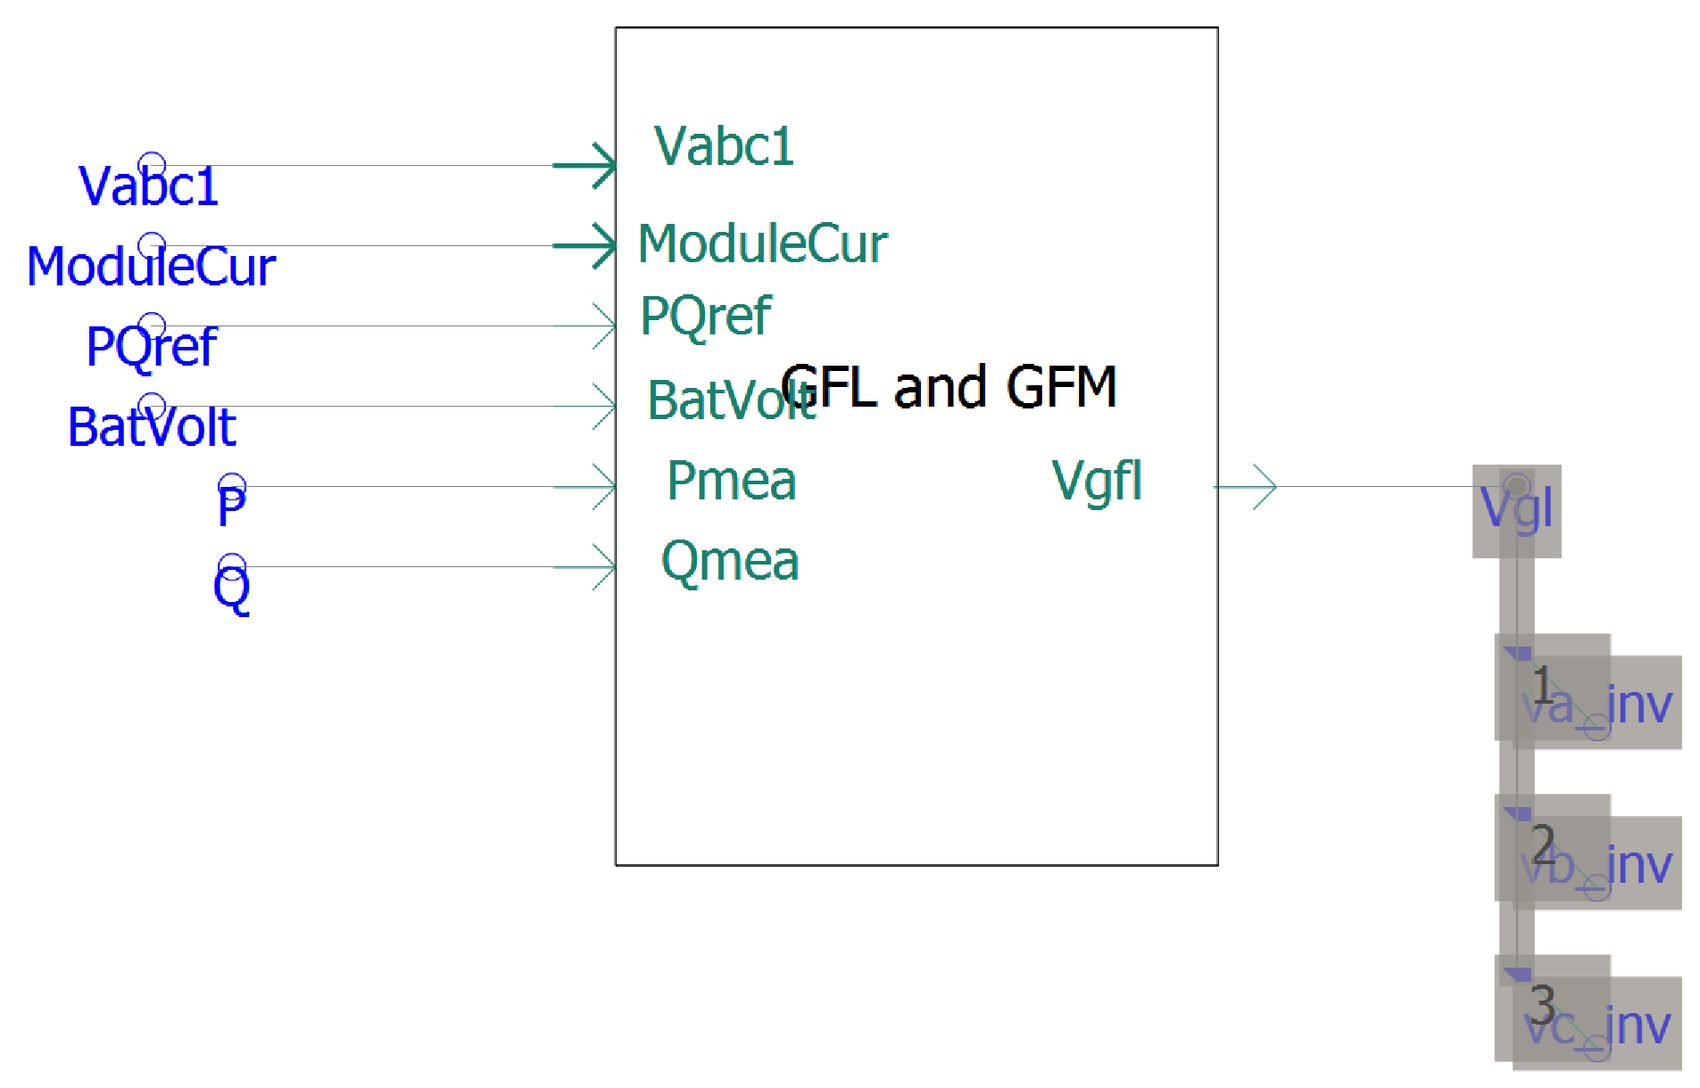 Vabc1
ModuleCur
PQref
BatVolt
P
Q
Vabc1
ModuleCur
PQref
BatVolt
Pmea
Qmea
GFL and GFM
Vgfl
Vgl
1
va_inv
2
vb_inv
3
vc_inv